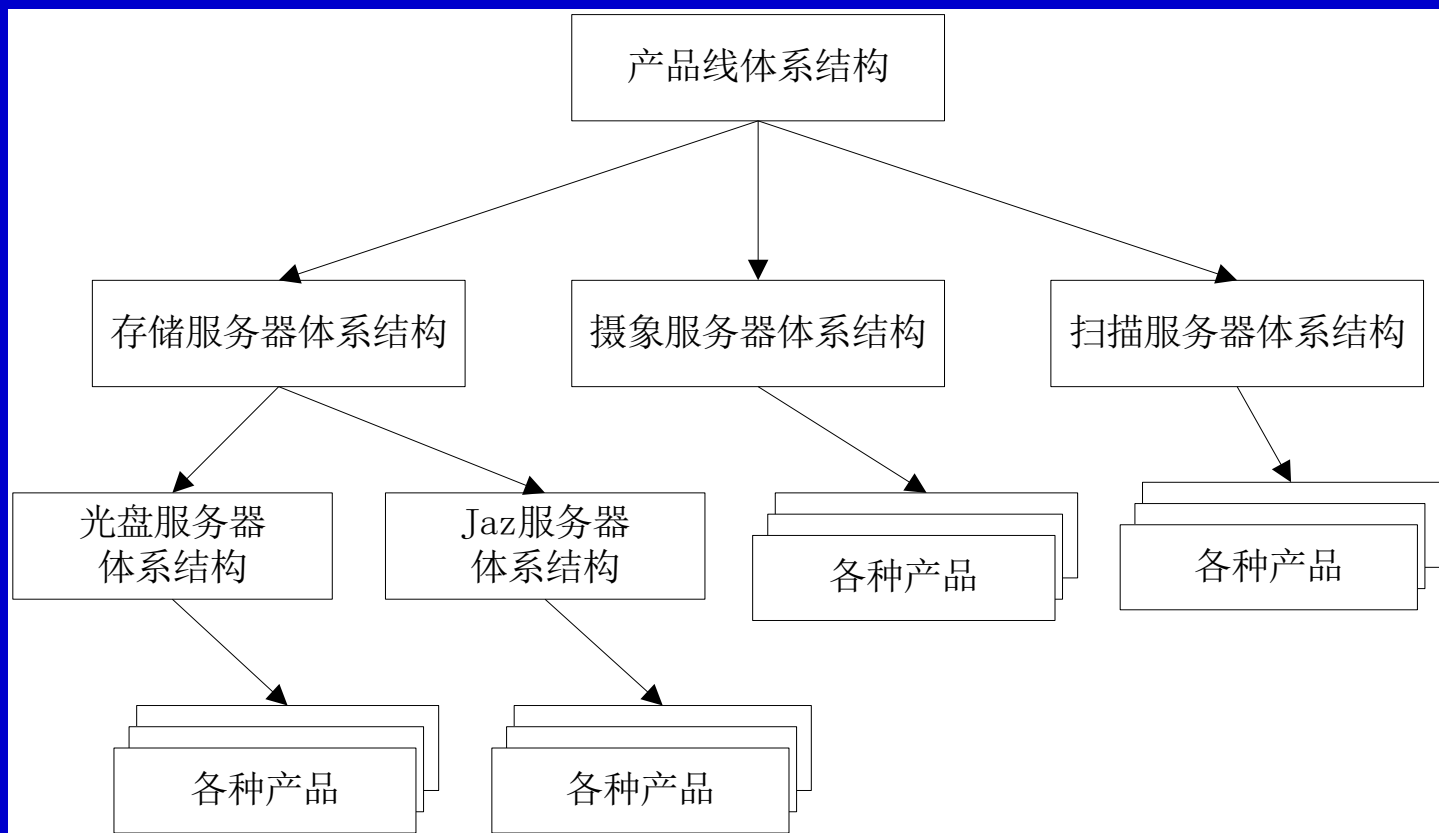 产品线体系结构
存储服务器体系结构
摄象服务器体系结构
扫描服务器体系结构
光盘服务器
体系结构
Jaz服务器
体系结构
各种产品
各种产品
各种产品
各种产品